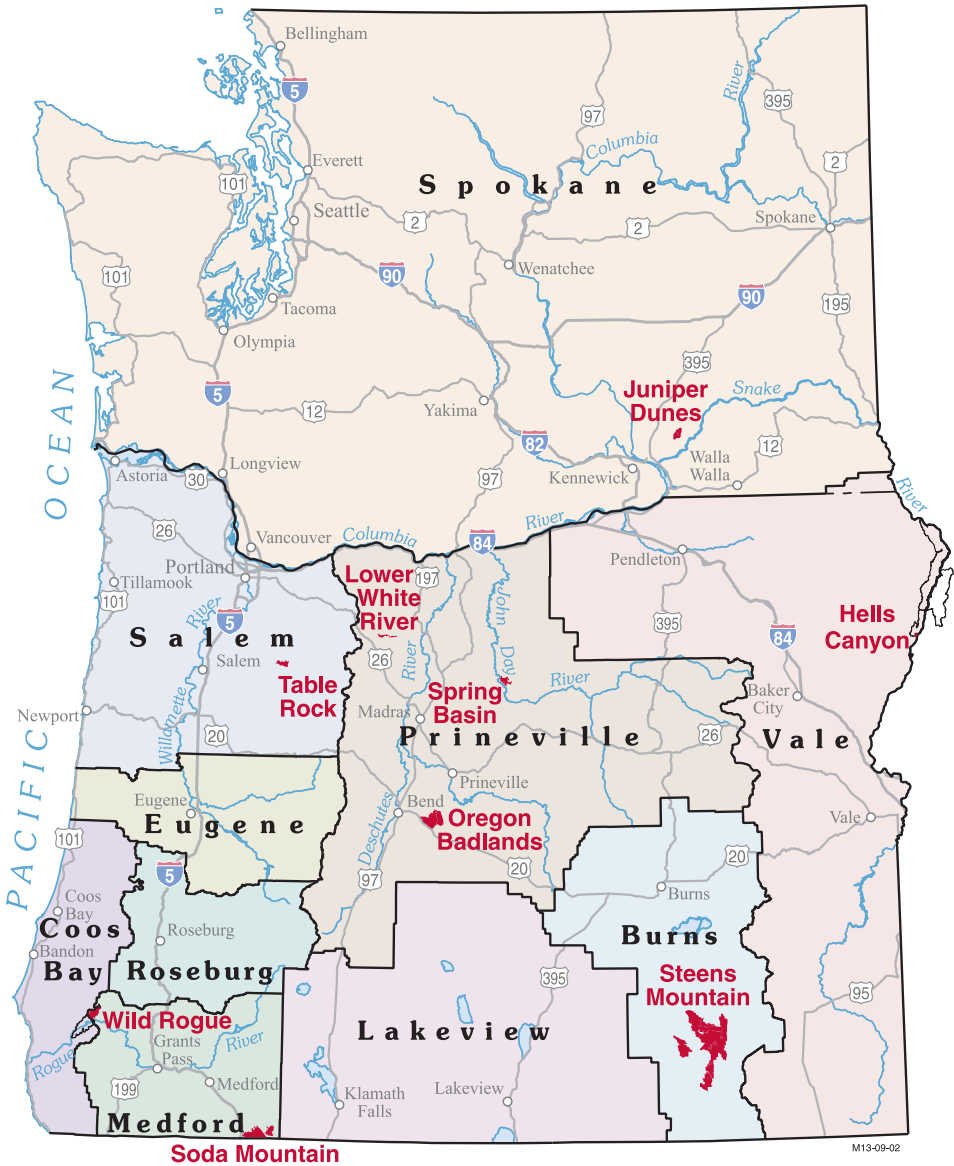 Bellingham
5
395
River
97
Columbia
Everett
2
101
Spokane
Seattle
2
2
Spokane
90
Wenatchee
101
90
195
Tacoma
Olympia
395
Juniper
Dunes
Snake
5
12
Yakima
82
12
Walla
Walla
Kennewick
97
Longview
Astoria
30
River
OCEAN
26
Vancouver
Columbia
River
84
Portland
Pendleton
Tillamook
101
Lower
White
River
197
John
Day
River
5
Salem
Hells
Canyon
395
84
26
River
Salem
Table
Rock
Spring
Basin
River
Baker
City
Newport
Willamette
20
Madras
Prineville
26
Vale
PACIFIC
Prineville
Eugene
Eugene
Deschutes
Bend
Oregon
Badlands
Vale
101
5
97
20
20
Burns
Coos
Bay
Coos
Bay
Bandon
Roseburg
Roseburg
Burns
395
Steens
Mountain
95
Wild Rogue
Lakeview
Rogue
River
Grants
Pass
199
Medford
Klamath
Falls
Lakeview
Medford
Soda Mountain
M13-09-02